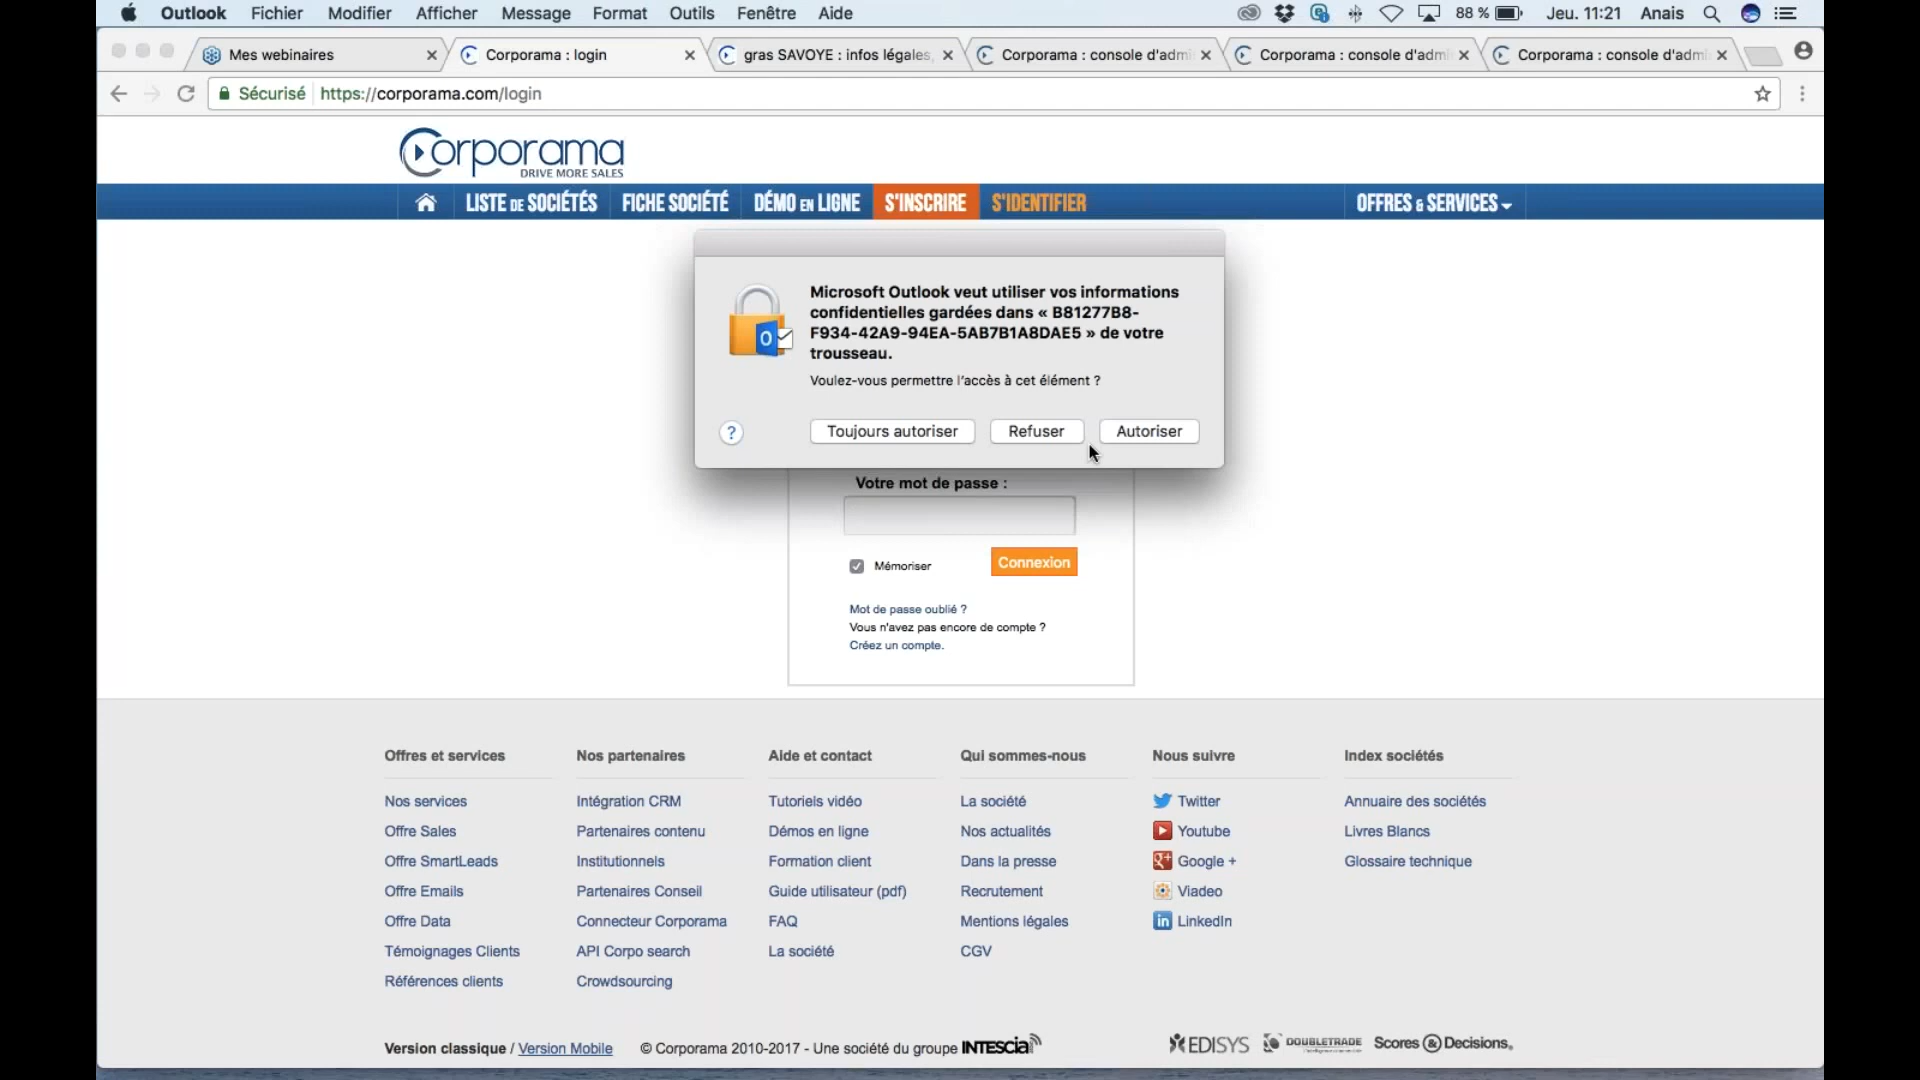 Outlook Fichier Modifier Afficher Message Format Outils Fenêtre Aide 88 % Jeu. 11:21 Anais
Mes webinaires Corporama : login gras SAVOYE : infos légales, Corporama : console d'admi Corporama : console d'admi Corporama : console d'admi
Sécurisé https://corporama.com/login
Corporama
DRIVE MORE SALES
LISTE DE SOCIÉTÉS FICHE SOCIÉTÉ DÉMO EN LIGNE S'INSCRIRE S'IDENTIFIER OFFRES & SERVICES
Microsoft Outlook veut utiliser vos informations
confidentielles gardées dans « B81277B8-
F934-42A9-94EA-5AB7B1A8DAE5 » de votre
trousseau.
Voulez-vous permettre l'accès à cet élément ?
? Toujours autoriser Refuser Autoriser
Votre mot de passe :
Mémoriser Connexion
Mot de passe oublié ?
Vous n'avez pas encore de compte ?
Créez un compte.
Offres et services Nos partenaires Aide et contact Qui sommes-nous Nous suivre Index sociétés
Nos services Intégration CRM Tutoriels vidéo La société Twitter Annuaire des sociétés
Offre Sales Partenaires contenu Démos en ligne Nos actualités Youtube Livres Blancs
Offre SmartLeads Institutionnels Formation client Dans la presse Google + Glossaire technique
Offre Emails Partenaires Conseil Guide utilisateur (pdf) Recrutement Viadeo
Offre Data Connecteur Corporama FAQ Mentions légales LinkedIn
Témoignages Clients API Corpo search La société CGV
Références clients Crowdsourcing
Version classique / Version Mobile © Corporama 2010-2017 - Une société du groupe INTESCia EDISYS DOUBLETRADE Scores & Decisions.